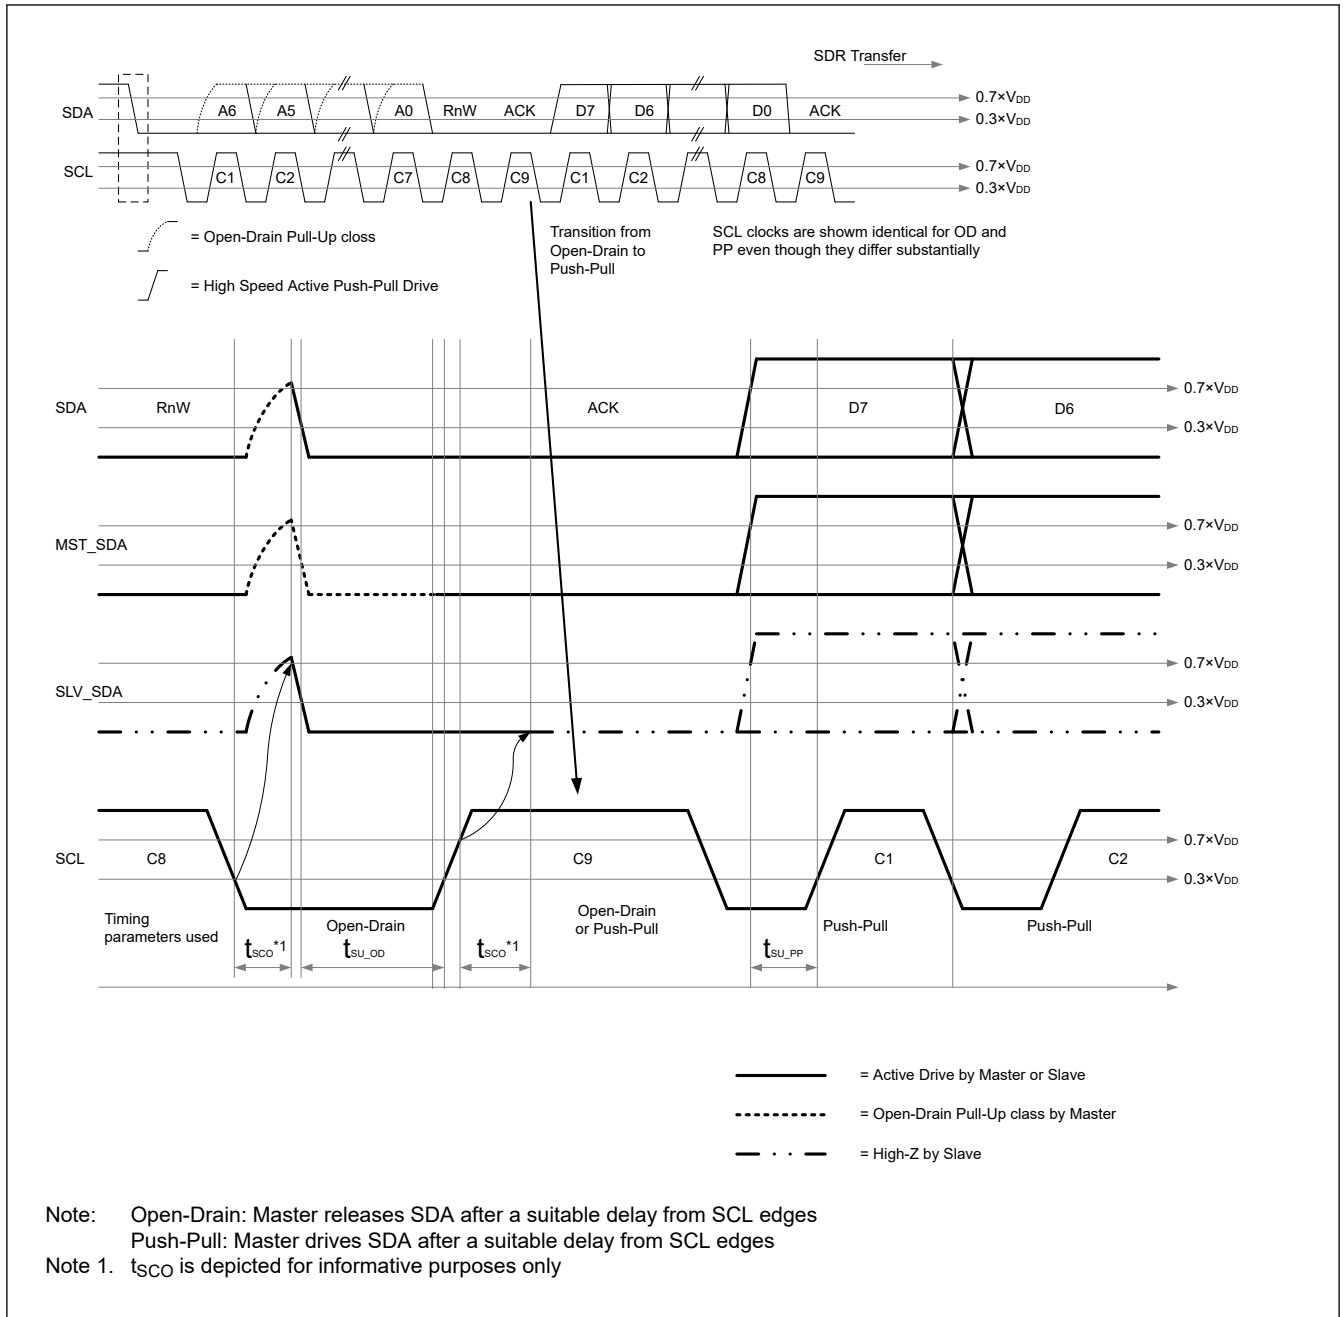 SDR Transfer
SDA A6 A5 A0 RnW ACK D7 D6 D0 ACK 0.7×VDD
0.3×VDD
SCL C1 C2 C7 C8 C9 C1 C2 C8 C9 0.7×VDD
0.3×VDD
= Open-Drain Pull-Up closs
= High Speed Active Push-Pull Drive
Transition from
Open-Drain to
Push-Pull
SCL clocks are showm identical for OD and
PP even though they differ substantially
SDA RnW ACK D7 D6 0.7×VDD
0.3×VDD
MST_SDA 0.7×VDD
0.3×VDD
SLV_SDA 0.7×VDD
0.3×VDD
SCL C8 C9 C1 C2 0.7×VDD
0.3×VDD
Timing
parameters used
Open-Drain
Open-Drain
or Push-Pull
Push-Pull
Push-Pull
tSCO*1 tSU_OD tSCO*1 tSU_PP
= Active Drive by Master or Slave
= Open-Drain Pull-Up class by Master
= High-Z by Slave
Note: Open-Drain: Master releases SDA after a suitable delay from SCL edges
Push-Pull: Master drives SDA after a suitable delay from SCL edges
Note 1. tSCO is depicted for informative purposes only